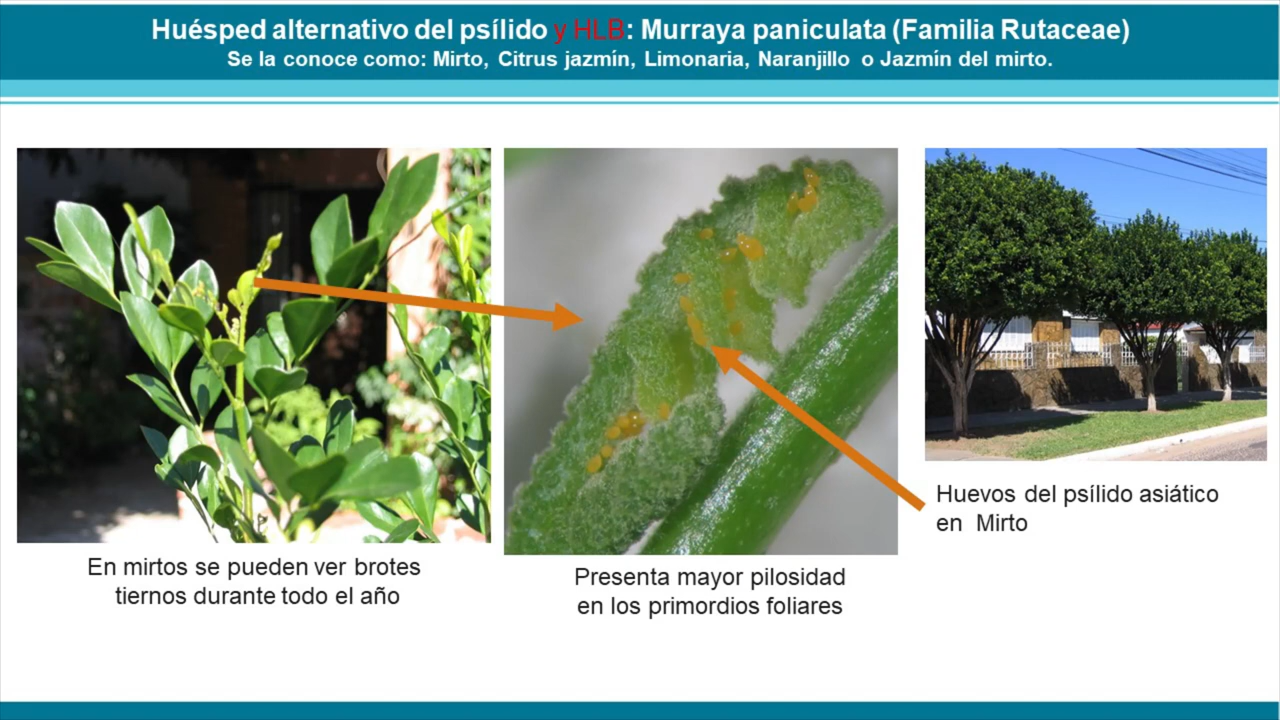 Huésped alternativo del psílido y HLB: Murraya paniculata (Familia Rutaceae)
Se la conoce como: Mirto, Citrus jazmín, Limonaria, Naranjillo o Jazmín del mirto.
En mirtos se pueden ver brotes
tiernos durante todo el año
Presenta mayor pilosidad
en los primordios foliares
Huevos del psílido asiático
en Mirto